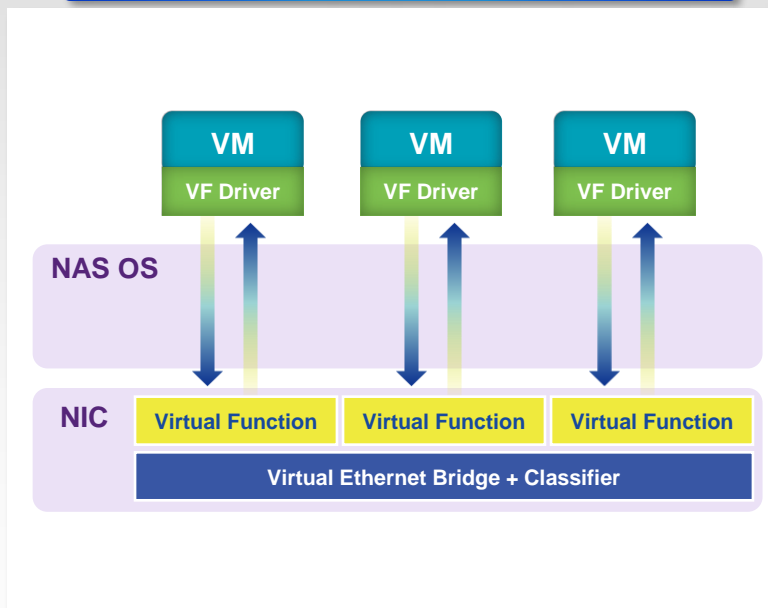 VM
VM
VM
VF Driver
VF Driver
VF Driver
NAS OS
NIC
Virtual Function
Virtual Function
Virtual Function
Virtual Ethernet Bridge + Classifier